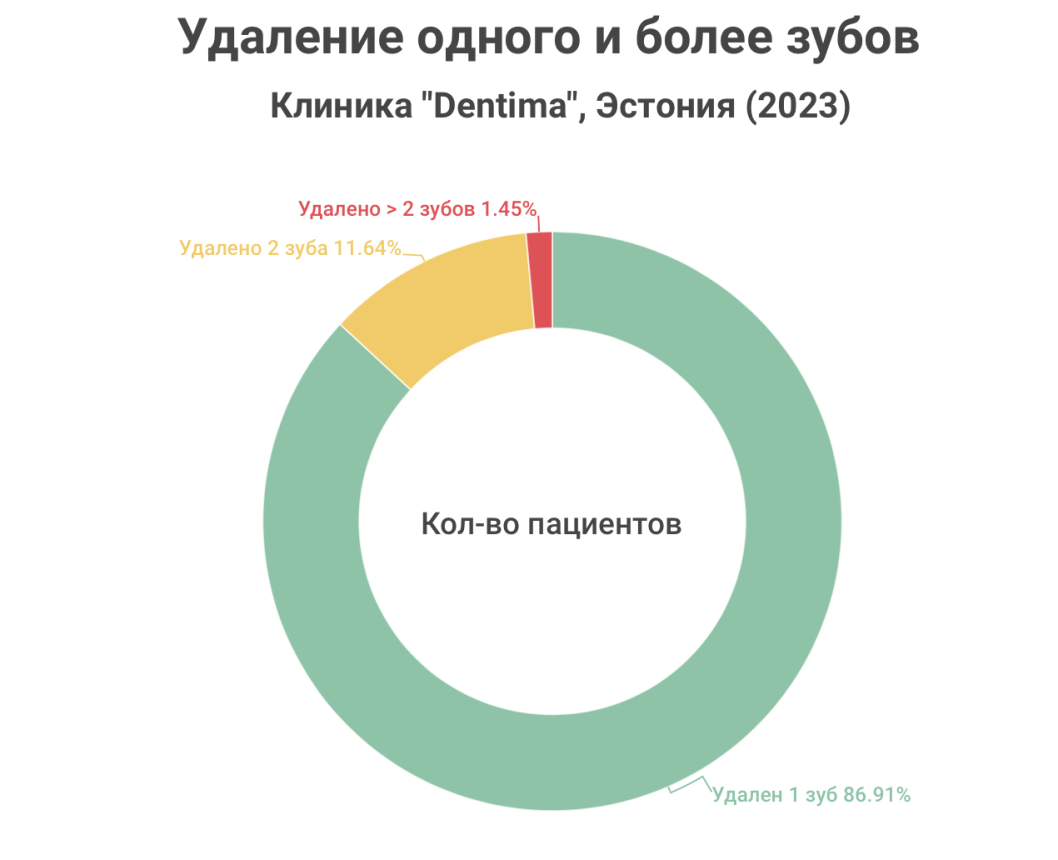 Удаление одного и более зубов
Клиника "Dentima", Эстония (2023)
Удалено > 2 зубов 1.45%
Удалено 2 зуба 11.64%
Кол-во пациентов
Удален 1 зуб 86.91%